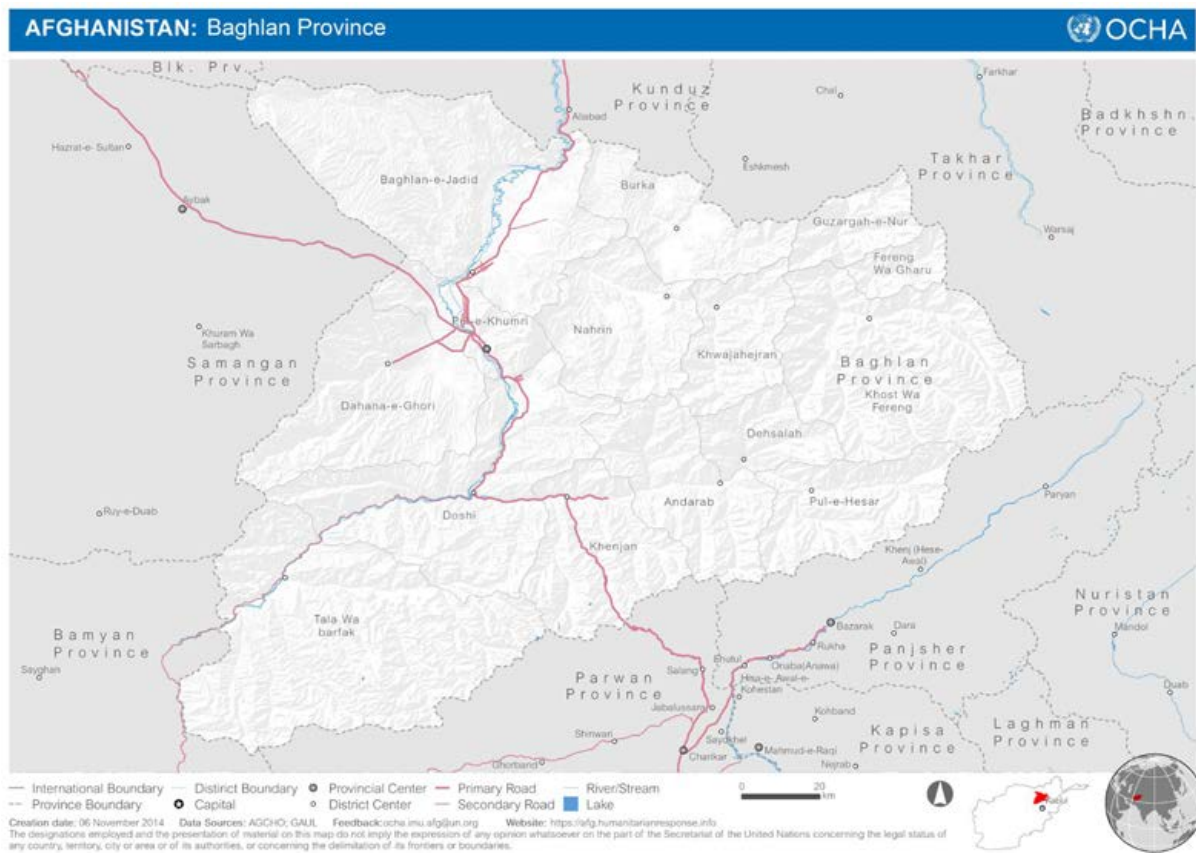 AFGHANISTAN: Baghlan Province
OCHA
Blk. Prv.
Kunduz
Province
Farkhar
Chal
Aliabad
Badkhshn.
Province
Hazrat-e- Sultan
Takhar
Province
Eshkmesh
Baghlan-e-Jadid
Burka
Aybak
Guzargah-e-Nur
Warsaj
Fereng
Wa Gharu
Pul-e-Khumri
Nahrin
Khuram Wa
Sarbagh
Samangan
Province
Khwajahejran
Baghlan
Province
Khost Wa
Fereng
Dahana-e-Ghori
Dehsalah
Andarab
Pul-e-Hesar
Paryan
Ruy-e-Duab
Doshi
Khenjan
Khenj (Hese-
Awal)
Nuristan
Province
Tala Wa
barfak
Bazarak
Dara
Mandol
Bamyan
Province
Rukha
Panjsher
Province
Onaba(Anawa)
Sayghan
Salang
Parwan
Province
Kohestan
Duab
Jabalussaraj
Kohband
Laghman
Province
Kapisa
Province
Shinwari
Saydkhel
Charikar
Mahmud-e-Raqi
Ghorband
Nejrab
International Boundary
District Boundary
Provincial Center
Primary Road
River/Stream
Province Boundary
Capital
District Center
Secondary Road
Lake
0
20
km
Kabul
Creation date: 06 November 2014 Data Sources: AGCHO; GAUL Feedback:ocha.imu.afg@un.org Website: https://afg.humanitarianresponse.info
The designations employed and the presentation of material on this map do not imply the expression of any opinion whatsoever on the part of the Secretariat of the United Nations concerning the legal status of
any country, territory, city or area or of its authorities, or concerning the delimitation of its frontiers or boundaries.